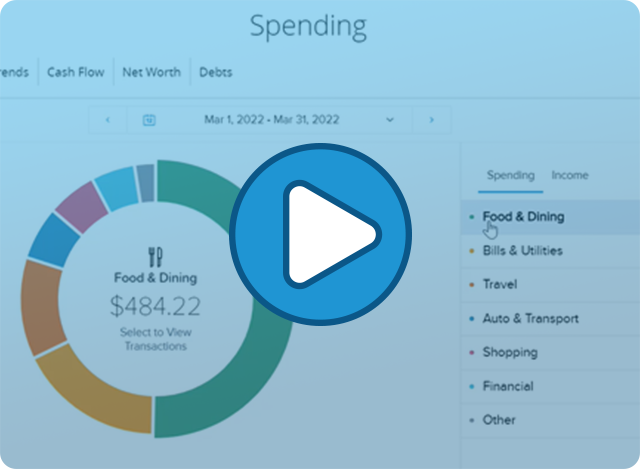 Spending
ends Cash Flow Net Worth Debts
Mar 1, 2022 - Mar 31, 2022
Spending Income
Food & Dining
Bills & Utilities
Travel
Auto & Transport
Shopping
Financial
Other
Food & Dining
$484.22
Select to View
Transactions